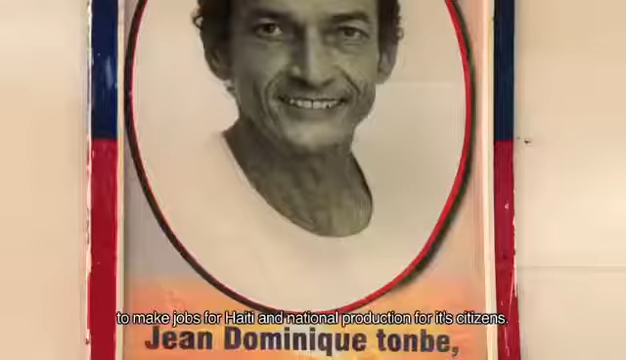 to make jobs for Haiti and national production for it's citizens.
Jean Dominique tonbe,